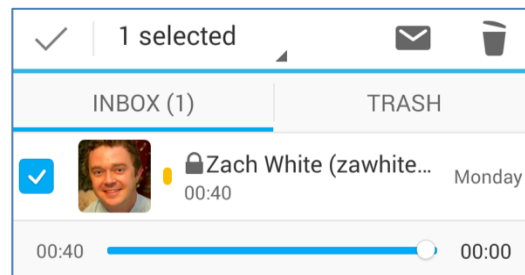 1 selected
INBOX (1) TRASH
Zach White (zawhite... Monday
00:40
00:40 00:00